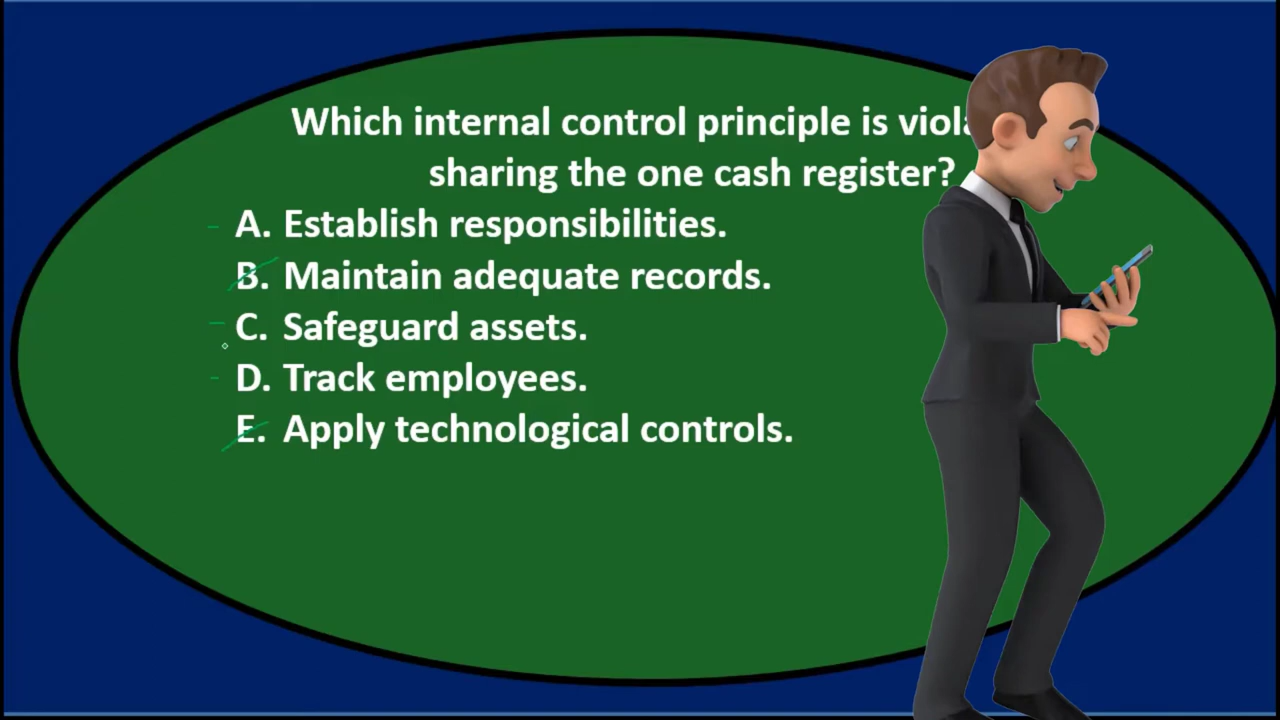 Which internal control principle is
sharing the one cash register?
A. Establish responsibilities.
B. Maintain adequate records.
C. Safeguard assets.
D. Track employees.
E. Apply technological controls.